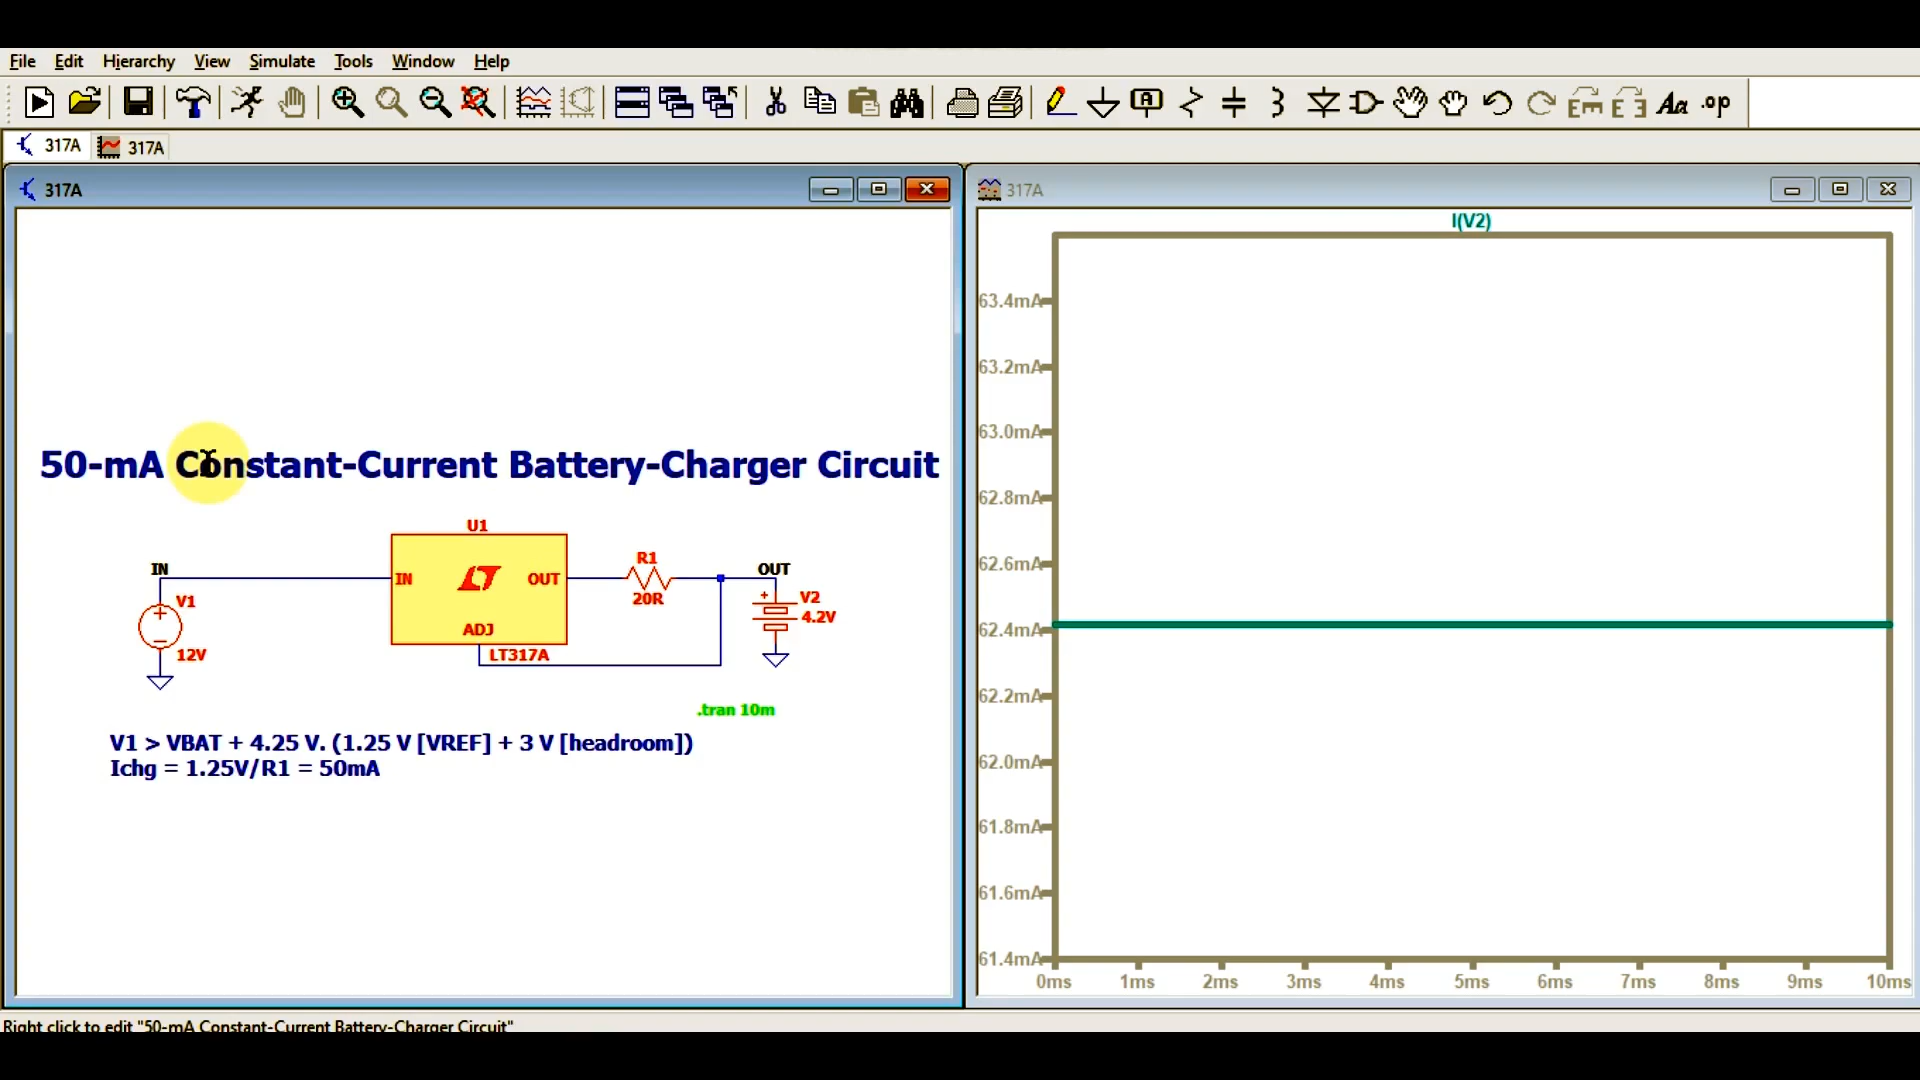 File Edit Hierarchy View Simulate Tools Window Help
.op
317A 317A
317A
50-mA Constant-Current Battery-Charger Circuit
U1
IN
IN
OUT
ADJ
LT317A
R1
20R
OUT
V1
12V
+
V2
4.2V
.tran 10m
V1 > VBAT + 4.25 V. (1.25 V [VREF] + 3 V [headroom])
Ichg = 1.25V/R1 = 50mA
317A
I(V2)
63.4mA
63.2mA
63.0mA
62.8mA
62.6mA
62.4mA
62.2mA
62.0mA
61.8mA
61.6mA
61.4mA
0ms 1ms 2ms 3ms 4ms 5ms 6ms 7ms 8ms 9ms 10ms
Right click to edit "50-mA Constant-Current Battery-Charger Circuit"